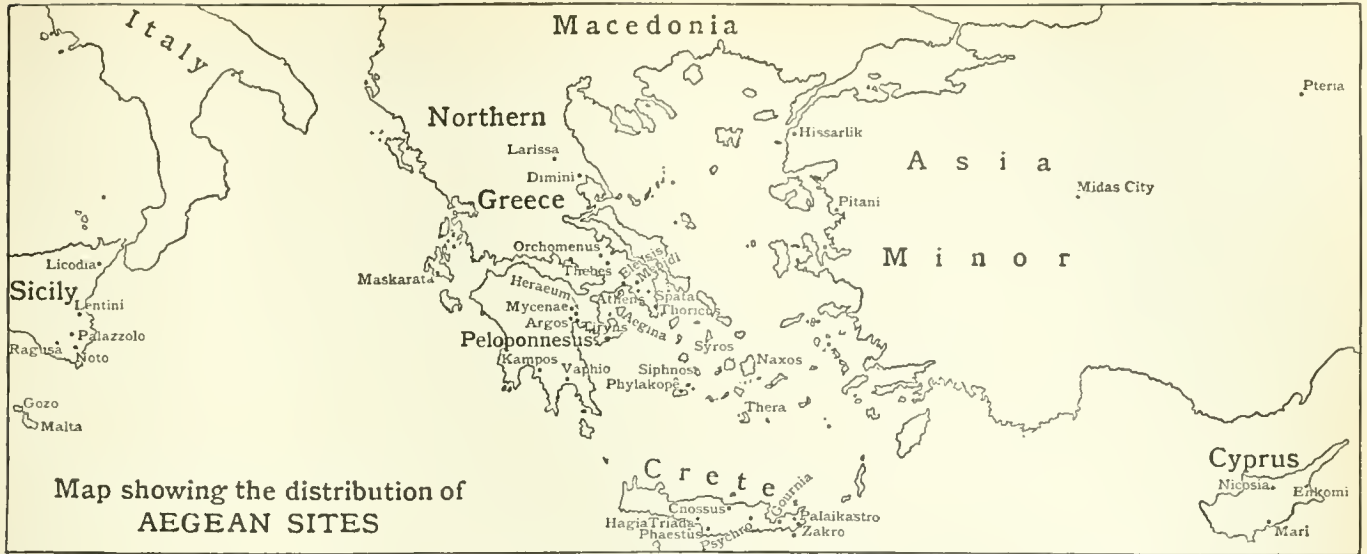 Italy
Macedonia
Pteria
Northern
Hissarlik
Larissa
Asia
Dimini
Midas City
Greece
Pitani
Orchomenus
Eleusis
Minor
Licodia
Thebes
Menidi
Maskarata
Sicily
Heraeum
Athens
Spata
Lentini
Mycenae
Thoricus
Argos
Tiryns
Aegina
Palazzolo
Peloponnesus
Syros
Ragusa
Noto
Kampos
Vaphio
Siphnos
Naxos
Phylakopê
Gozo
Thera
Malta
Crete
Cyprus
Map showing the distribution of
AEGEAN SITES
Nicosia
Enkomi
Gournia
Cnossus
Hagia Triada
Palaikastro
Phaestus
Psychro
Zakro
Mari